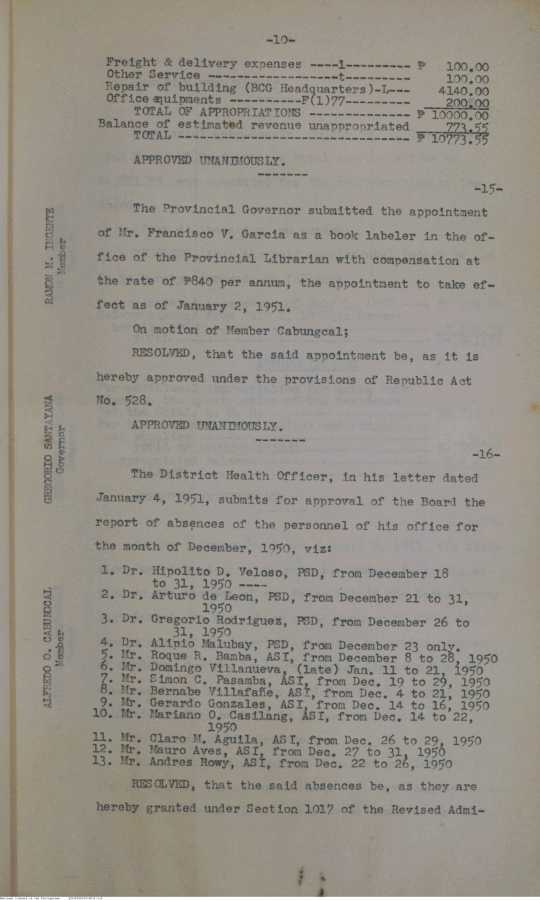 -10-
Freight & delivery expenses ----1--------- ₱ 100.00
Other Service ------------------t--------- 100.00
Repair of building (BCG Headquarters)-L--- 4140.00
Office equipments ----------F(1)77--------- 200.00
TOTAL OF APPROPRIATIONS -------------- ₱ 10000.00
Balance of estimated revenue unappropriated 773.55
TOTAL -------------------------------- ₱ 10773.55
APPROVED UNANIMOUSLY.
-------
-15-
The Provincial Governor submitted the appointment
of Mr. Francisco V. Garcia as a book labeler in the of-
fice of the Provincial Librarian with compensation at
the rate of ₱840 per annum, the appointment to take ef-
fect as of January 2, 1951.
On motion of Member Cabungcal;
RESOLVED, that the said appointment be, as it is
hereby approved under the provisions of Republic Act
No. 528.
APPROVED UNANIMOUSLY.
-------
-16-
The District Health Officer, in his letter dated
January 4, 1951, submits for approval of the Board the
report of absences of the personnel of his office for
the month of December, 1950, viz:
1. Dr. Hipolito D. Veloso, PSD, from December 18
to 31, 1950 ----
2. Dr. Arturo de Leon, PSD, from December 21 to 31,
1950
3. Dr. Gregorio Rodriguez, PSD, from December 26 to
31, 1950
4. Dr. Alipio Malubay, PSD, from December 23 only.
5. Mr. Roque R. Bamba, ASI, from December 8 to 28, 1950
6. Mr. Domingo Villanueva, (late) Jan. 11 to 21, 1950
7. Mr. Simon C. Pasamba, ASI, from Dec. 19 to 29, 1950
8. Mr. Bernabe Villafañe, ASI, from Dec. 4 to 21, 1950
9. Mr. Gerardo Gonzales, ASI, from Dec. 14 to 16, 1950
10. Mr. Mariano O. Casilang, ASI, from Dec. 14 to 22,
1950
11. Mr. Claro M. Aguila, ASI, from Dec. 26 to 29, 1950
12. Mr. Mauro Aves, ASI, from Dec. 27 to 31, 1950
13. Mr. Andres Rowy, ASI, from Dec. 22 to 26, 1950
RESOLVED, that the said absences be, as they are
hereby granted under Section 1017 of the Revised Admi-
RAMON M. INGENTE
Member
GREGORIO SANTAYANA
Governor
ALFREDO O. CABUNGCAL
Member